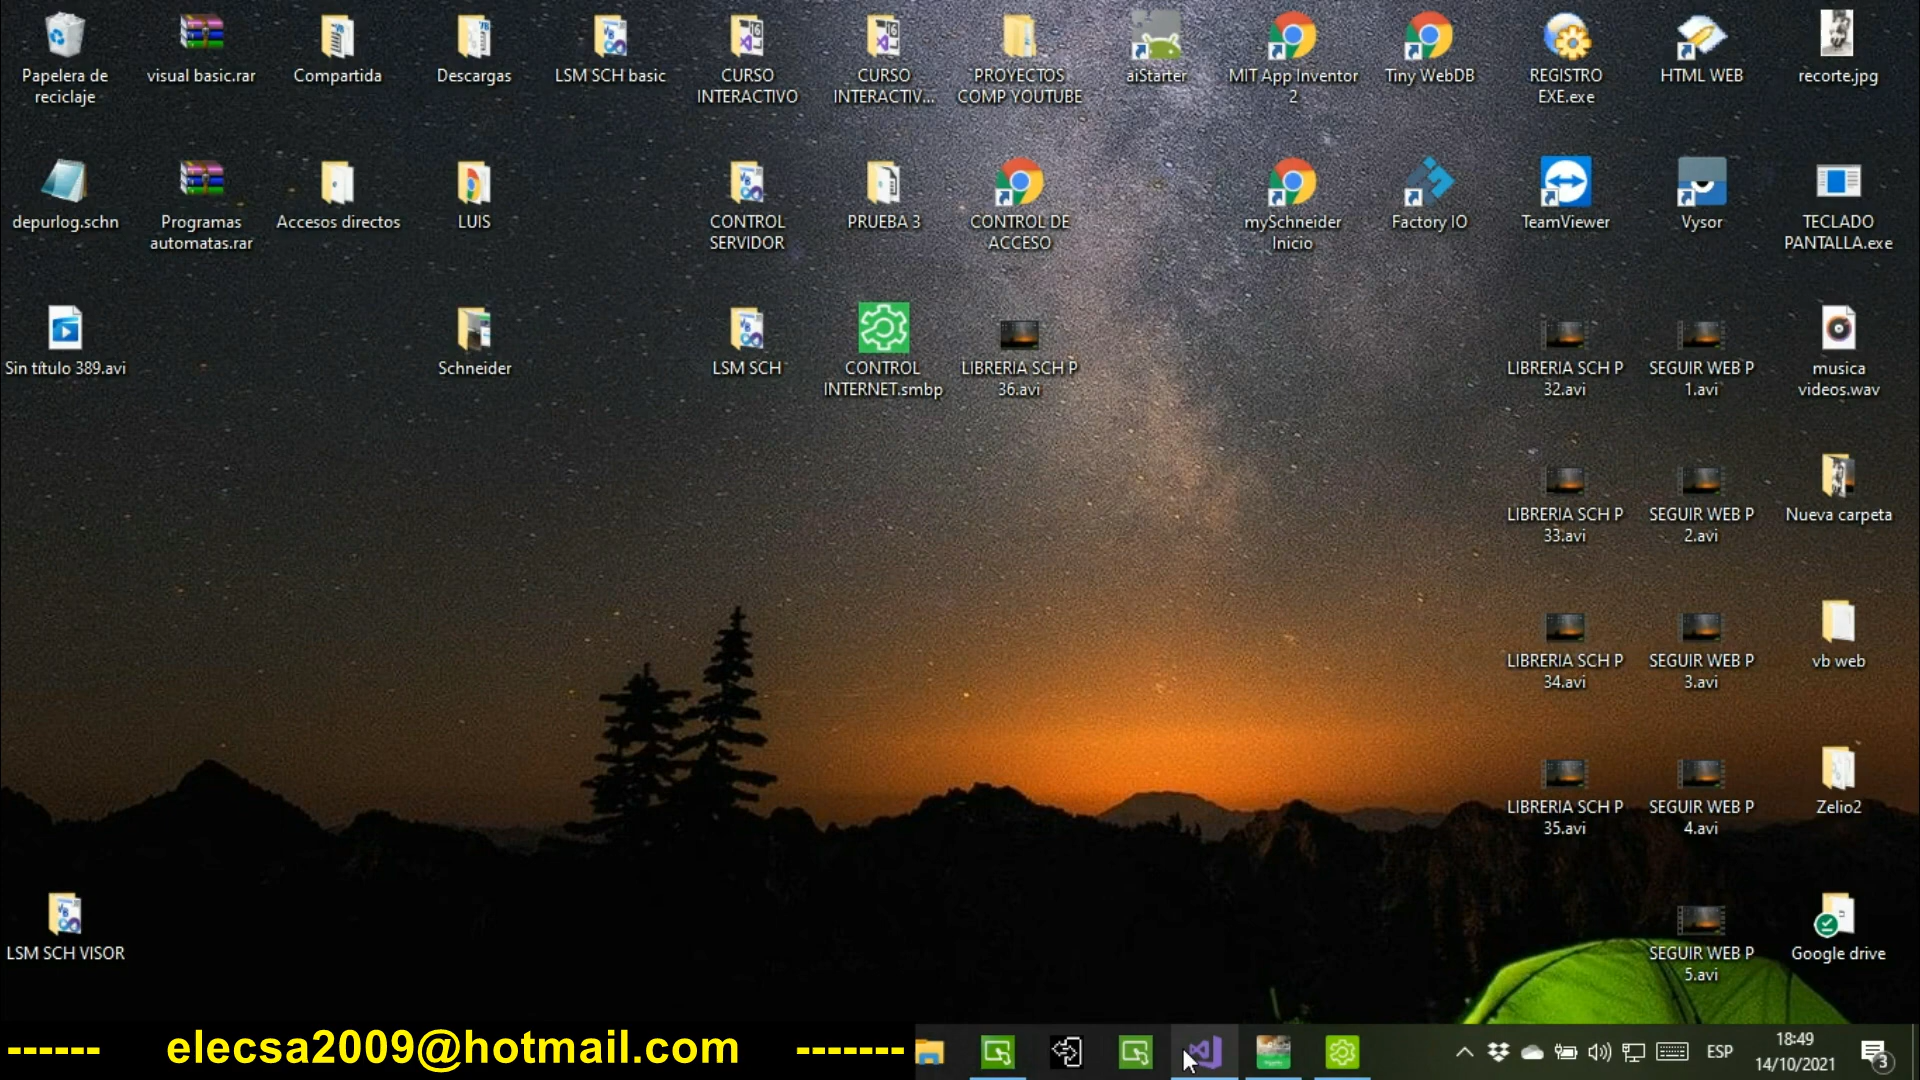 Papelera de
reciclaje
visual basic.rar
Compartida
Descargas
LSM SCH basic
CURSO
INTERACTIVO
CURSO
INTERACTIV...
PROYECTOS
COMP YOUTUBE
aiStarter
MIT App Inventor
2
Tiny WebDB
REGISTRO
EXE.exe
HTML WEB
recorte.jpg
depurlog.schn
Programas
automatas.rar
Accesos directos
LUIS
CONTROL
SERVIDOR
PRUEBA 3
CONTROL DE
ACCESO
mySchneider
Inicio
Factory IO
TeamViewer
Vysor
TECLADO
PANTALLA.exe
Sin título 389.avi
Schneider
LSM SCH
CONTROL
INTERNET.smbp
LIBRERIA SCH P
36.avi
LIBRERIA SCH P
32.avi
SEGUIR WEB P
1.avi
musica
videos.wav
LIBRERIA SCH P
33.avi
SEGUIR WEB P
2.avi
Nueva carpeta
LIBRERIA SCH P
34.avi
SEGUIR WEB P
3.avi
vb web
LIBRERIA SCH P
35.avi
SEGUIR WEB P
4.avi
Zelio2
LSM SCH VISOR
SEGUIR WEB P
5.avi
Google drive
------ elecsa2009@hotmail.com -------
ESP
18:49
14/10/2021
3